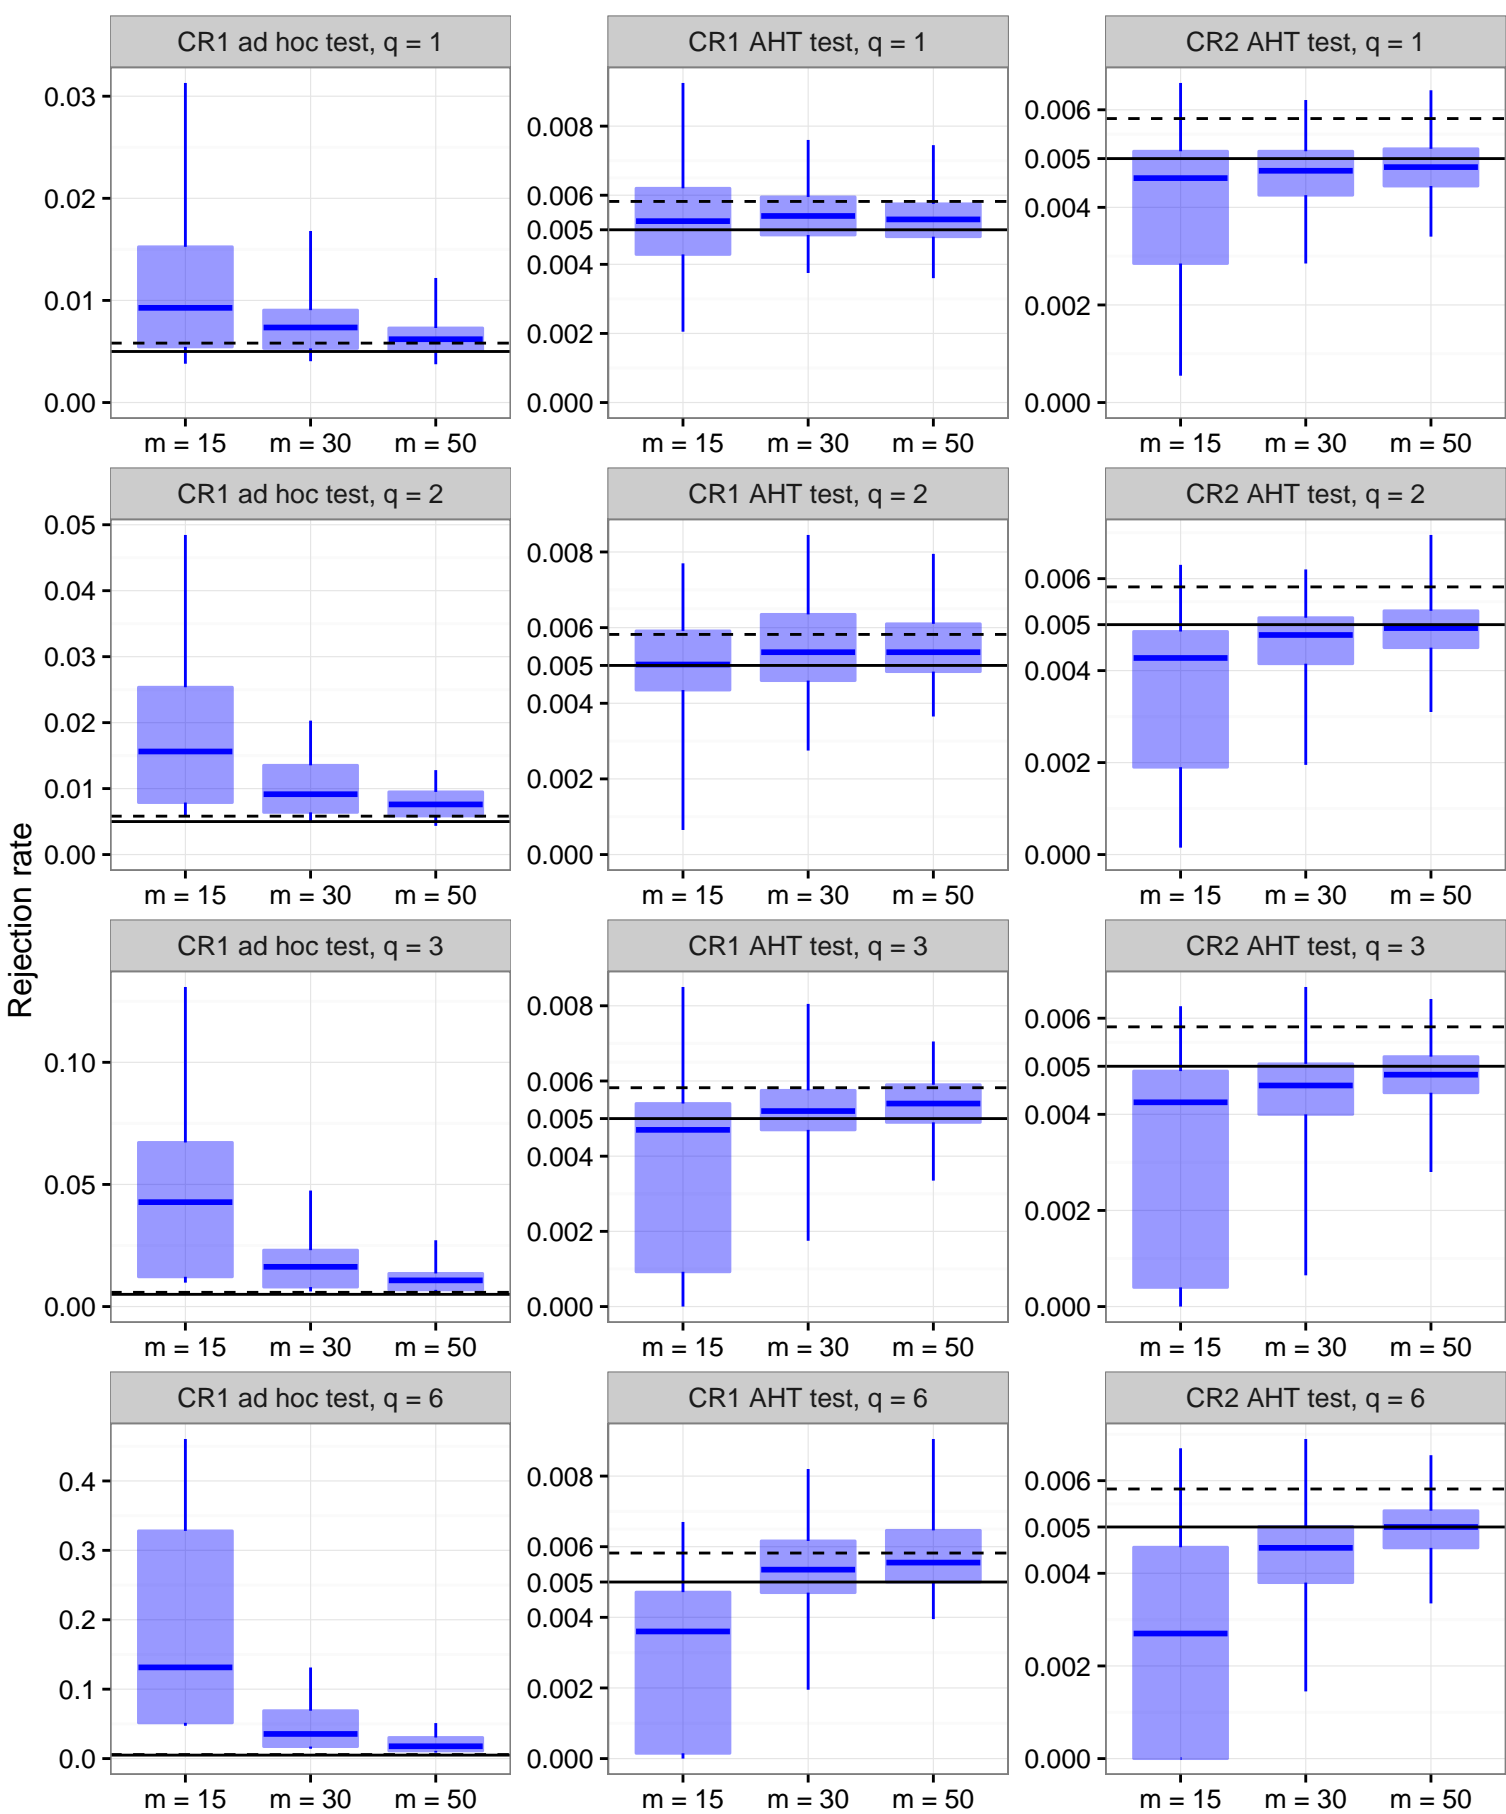 CR1 ad hoc test, q = 1
CR1 AHT test, q = 1
CR2 AHT test, q = 1
0.03
0.02
0.01
0.00
0.008
0.006
0.005
0.004
0.002
0.000
0.006
0.005
0.004
0.002
0.000
m = 15 m = 30 m = 50
m = 15 m = 30 m = 50
m = 15 m = 30 m = 50
CR1 ad hoc test, q = 2
CR1 AHT test, q = 2
CR2 AHT test, q = 2
0.05
0.04
0.03
0.02
0.01
0.00
0.008
0.006
0.005
0.004
0.002
0.000
0.006
0.005
0.004
0.002
0.000
m = 15 m = 30 m = 50
m = 15 m = 30 m = 50
m = 15 m = 30 m = 50
Rejection rate
CR1 ad hoc test, q = 3
CR1 AHT test, q = 3
CR2 AHT test, q = 3
0.10
0.05
0.00
0.008
0.006
0.005
0.004
0.002
0.000
0.006
0.005
0.004
0.002
0.000
m = 15 m = 30 m = 50
m = 15 m = 30 m = 50
m = 15 m = 30 m = 50
CR1 ad hoc test, q = 6
CR1 AHT test, q = 6
CR2 AHT test, q = 6
0.4
0.3
0.2
0.1
0.0
0.008
0.006
0.005
0.004
0.002
0.000
0.006
0.005
0.004
0.002
0.000
m = 15 m = 30 m = 50
m = 15 m = 30 m = 50
m = 15 m = 30 m = 50